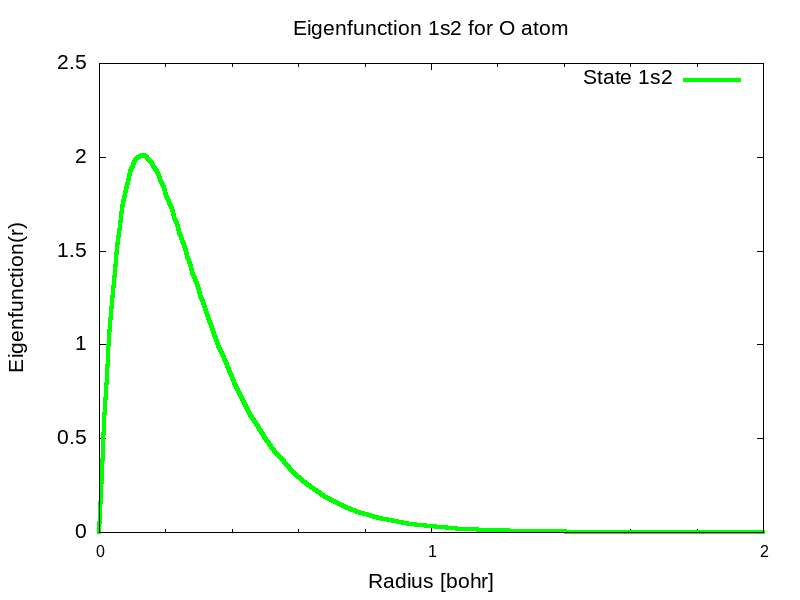 Eigenfunction 1s2 for O atom
State 1s2
2.5
2
1.5
1
0.5
0
Eigenfunction(r)
0 1 2
Radius [bohr]